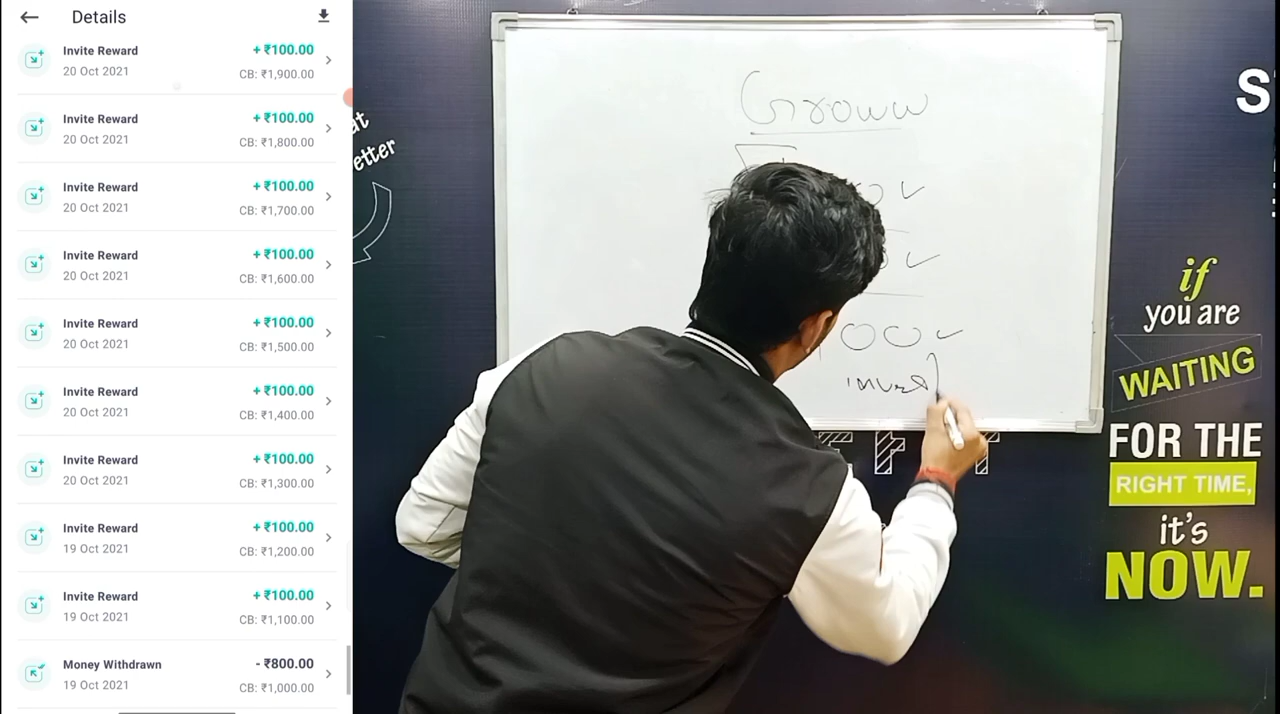 Details
Invite Reward
+ ₹100.00
20 Oct 2021
CB: ₹1,900.00
Invite Reward
+ ₹100.00
20 Oct 2021
CB: ₹1,800.00
Invite Reward
+ ₹100.00
20 Oct 2021
CB: ₹1,700.00
Invite Reward
+ ₹100.00
20 Oct 2021
CB: ₹1,600.00
Invite Reward
+ ₹100.00
20 Oct 2021
CB: ₹1,500.00
Invite Reward
+ ₹100.00
20 Oct 2021
CB: ₹1,400.00
Invite Reward
+ ₹100.00
20 Oct 2021
CB: ₹1,300.00
Invite Reward
+ ₹100.00
19 Oct 2021
CB: ₹1,200.00
Invite Reward
+ ₹100.00
19 Oct 2021
CB: ₹1,100.00
Money Withdrawn
- ₹800.00
19 Oct 2021
CB: ₹1,000.00
etter
Groww
00
S
if
you are
WAITING
FOR THE
RIGHT TIME,
it's
NOW.